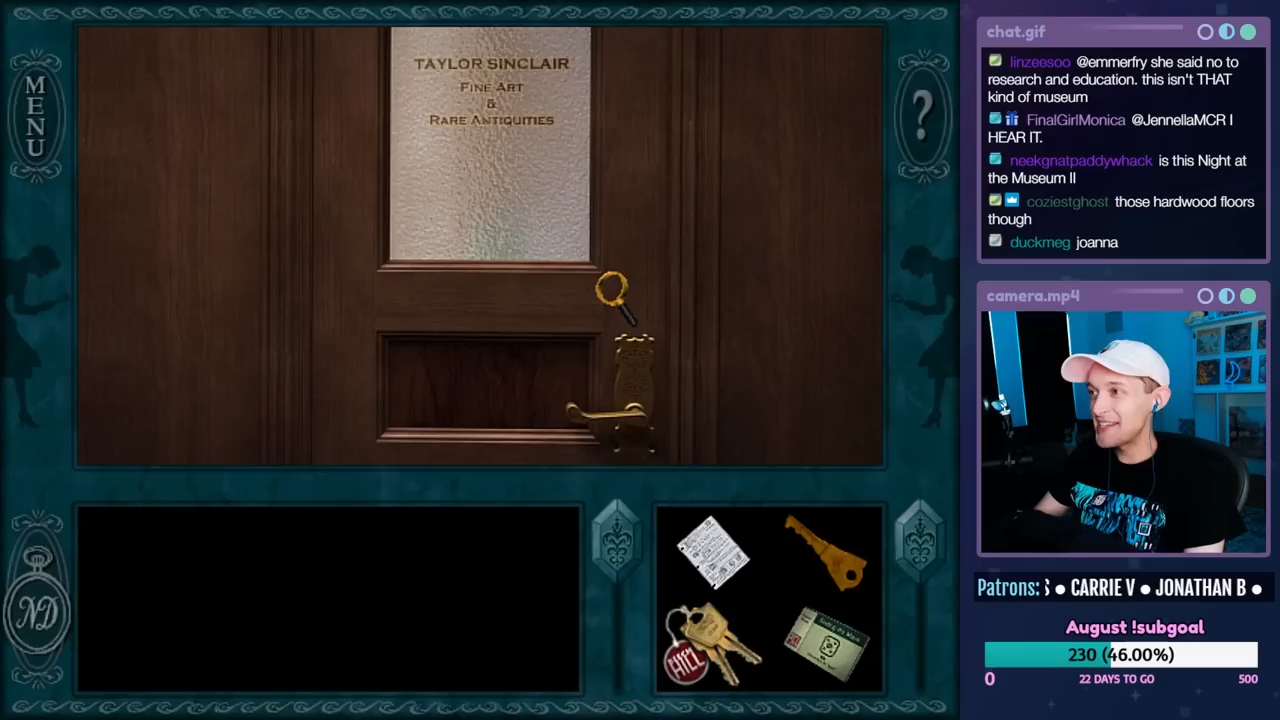 MENU
TAYLOR SINCLAIR
FINE ART
&
RARE ANTIQUITIES
?
ND
chat.gif
linzeesoo @emmerfry she said no to
research and education. this isn't THAT
kind of museum
FinalGirlMonica @JennellaMCR I
HEAR IT.
neekgnatpaddywhack is this Night at
the Museum II
coziestghost those hardwood floors
though
duckmeg joanna
camera.mp4
Patrons: S ● CARRIE V ● JONATHAN B ●
August !subgoal
230 (46.00%)
0 22 DAYS TO GO 500